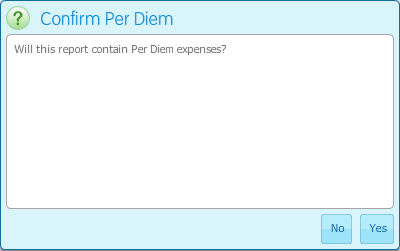 Confirm Per Diem
Will this report contain Per Diem expenses?
No
Yes